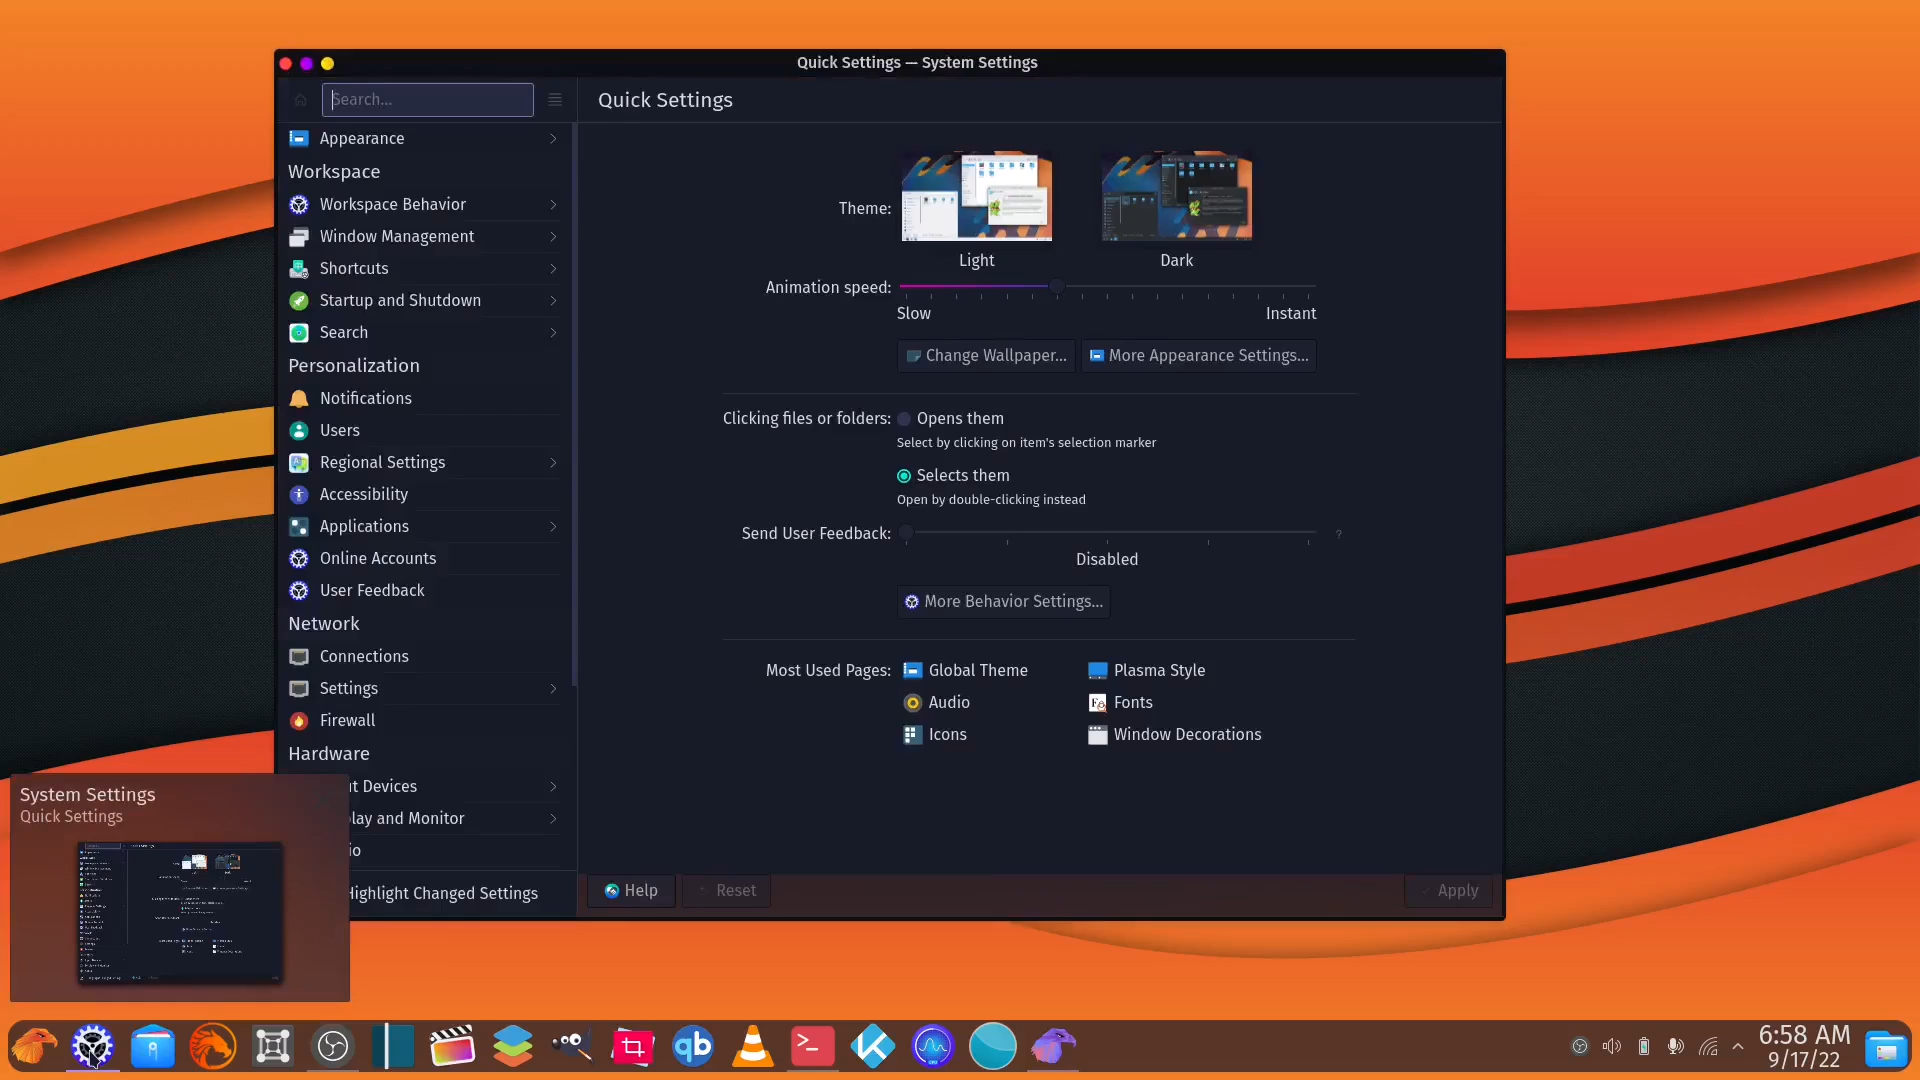 Quick Settings — System Settings
Search...
Quick Settings
Appearance
Workspace
Workspace Behavior
Window Management
Shortcuts
Startup and Shutdown
Search
Personalization
Notifications
Users
Regional Settings
Accessibility
Applications
Online Accounts
User Feedback
Network
Connections
Settings
Firewall
Hardware
t Devices
lay and Monitor
io
Highlight Changed Settings
Theme:
Light
Dark
Animation speed:
Slow
Instant
Change Wallpaper...
More Appearance Settings...
Clicking files or folders:
Opens them
Select by clicking on item's selection marker
Selects them
Open by double-clicking instead
Send User Feedback:
?
Disabled
More Behavior Settings...
Most Used Pages:
Global Theme
Plasma Style
Audio
Fonts
Icons
Window Decorations
Help
Reset
Apply
System Settings
Quick Settings
qb
6:58 AM
9/17/22